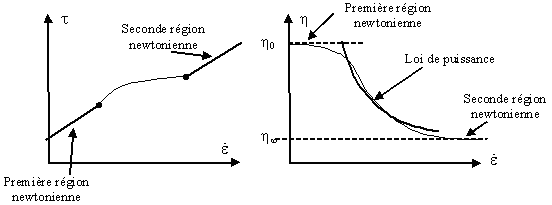 τ
Seconde région
newtonienne
Première région
newtonienne
ε̇
Première région
newtonienne
η
η0
Loi de puissance
Seconde région
newtonienne
η∞
ε̇